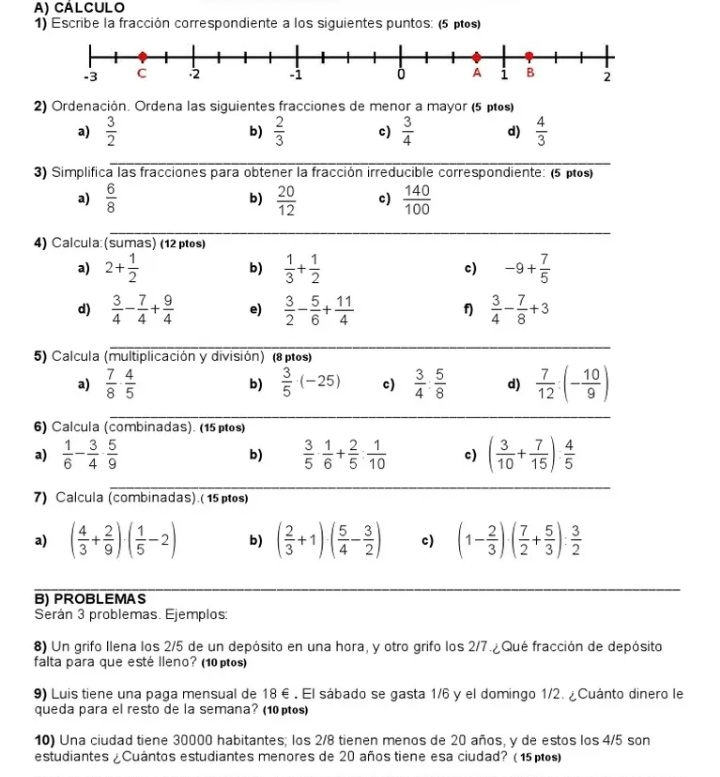 A) CÁLCULO
1) Escribe la fracción correspondiente a los siguientes puntos: (5 ptos)
-3 C -2 -1 0 A 1 B 2
2) Ordenación. Ordena las siguientes fracciones de menor a mayor (5 ptos)
a) 3/2 b) 2/3 c) 3/4 d) 4/3
3) Simplifica las fracciones para obtener la fracción irreducible correspondiente: (5 ptos)
a) 6/8 b) 20/12 c) 140/100
4) Calcula:(sumas) (12 ptos)
a) 2+1/2 b) 1/3+1/2 c) -9+7/5
d) 3/4-7/4+9/4 e) 3/2-5/6+11/4 f) 3/4-7/8+3
5) Calcula (multiplicación y división) (8 ptos)
a) 7/8·4/5 b) 3/5·(-25) c) 3/4:5/8 d) 7/12:(-10/9)
6) Calcula (combinadas). (15 ptos)
a) 1/6-3/4·5/9 b) 3/5·1/6+2/5:1/10 c) (3/10+7/15):4/5
7) Calcula (combinadas).(15 ptos)
a) (4/3+2/9)·(1/5-2) b) (2/3+1)·(5/4-3/2) c) (1-2/3)·(7/2+5/3):3/2
B) PROBLEMAS
Serán 3 problemas. Ejemplos:
8) Un grifo llena los 2/5 de un depósito en una hora, y otro grifo los 2/7.¿Qué fracción de depósito
falta para que esté lleno? (10 ptos)
9) Luis tiene una paga mensual de 18 € . El sábado se gasta 1/6 y el domingo 1/2. ¿Cuánto dinero le
queda para el resto de la semana? (10 ptos)
10) Una ciudad tiene 30000 habitantes; los 2/8 tienen menos de 20 años, y de estos los 4/5 son
estudiantes ¿Cuántos estudiantes menores de 20 años tiene esa ciudad? (15 ptos)